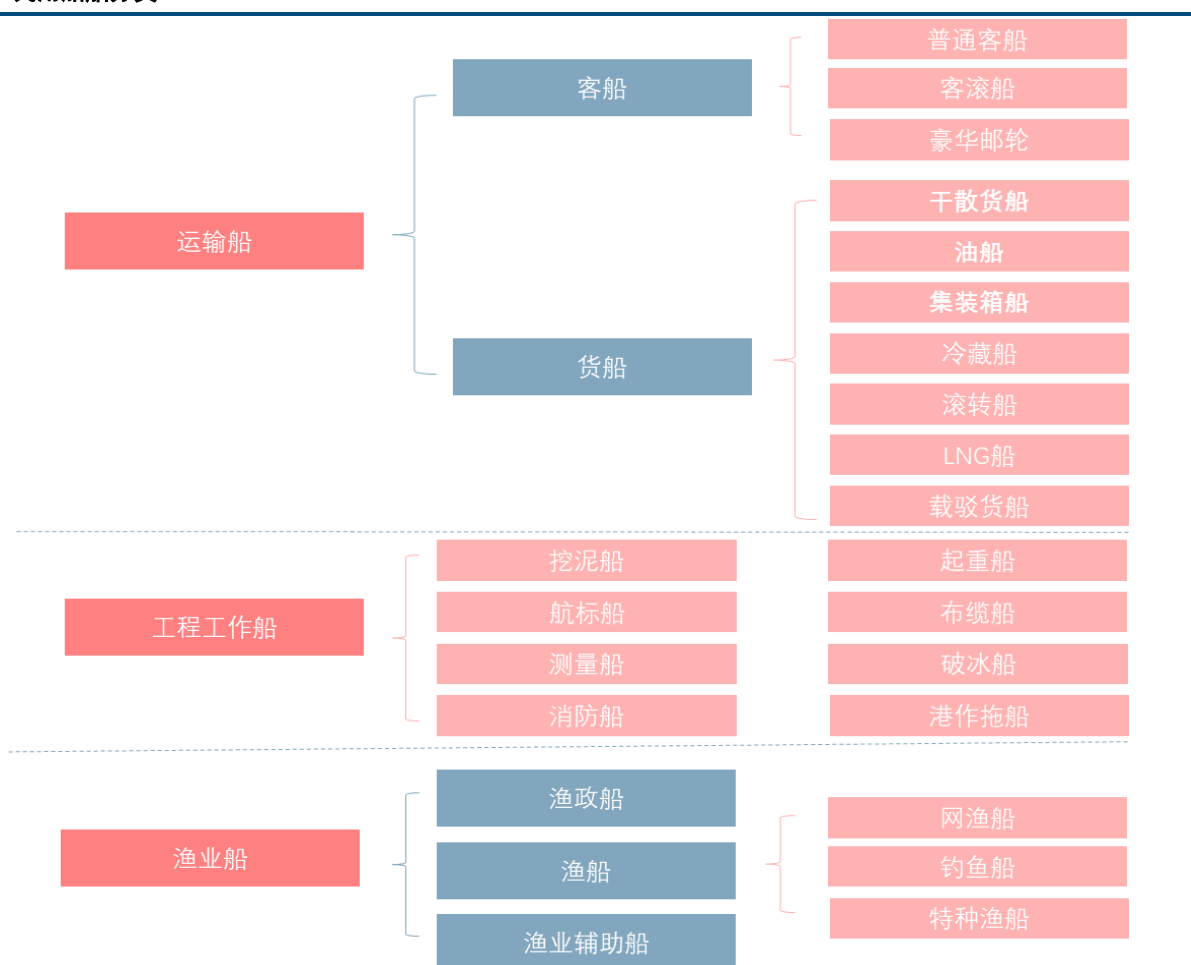 客船
普通客船
客滚船
豪华邮轮
运输船
货船
干散货船
油船
集装箱船
冷藏船
滚转船
LNG船
载驳货船
工程工作船
挖泥船
起重船
航标船
布缆船
测量船
破冰船
消防船
港作拖船
渔业船
渔政船
渔船
渔业辅助船
网渔船
钓鱼船
特种渔船